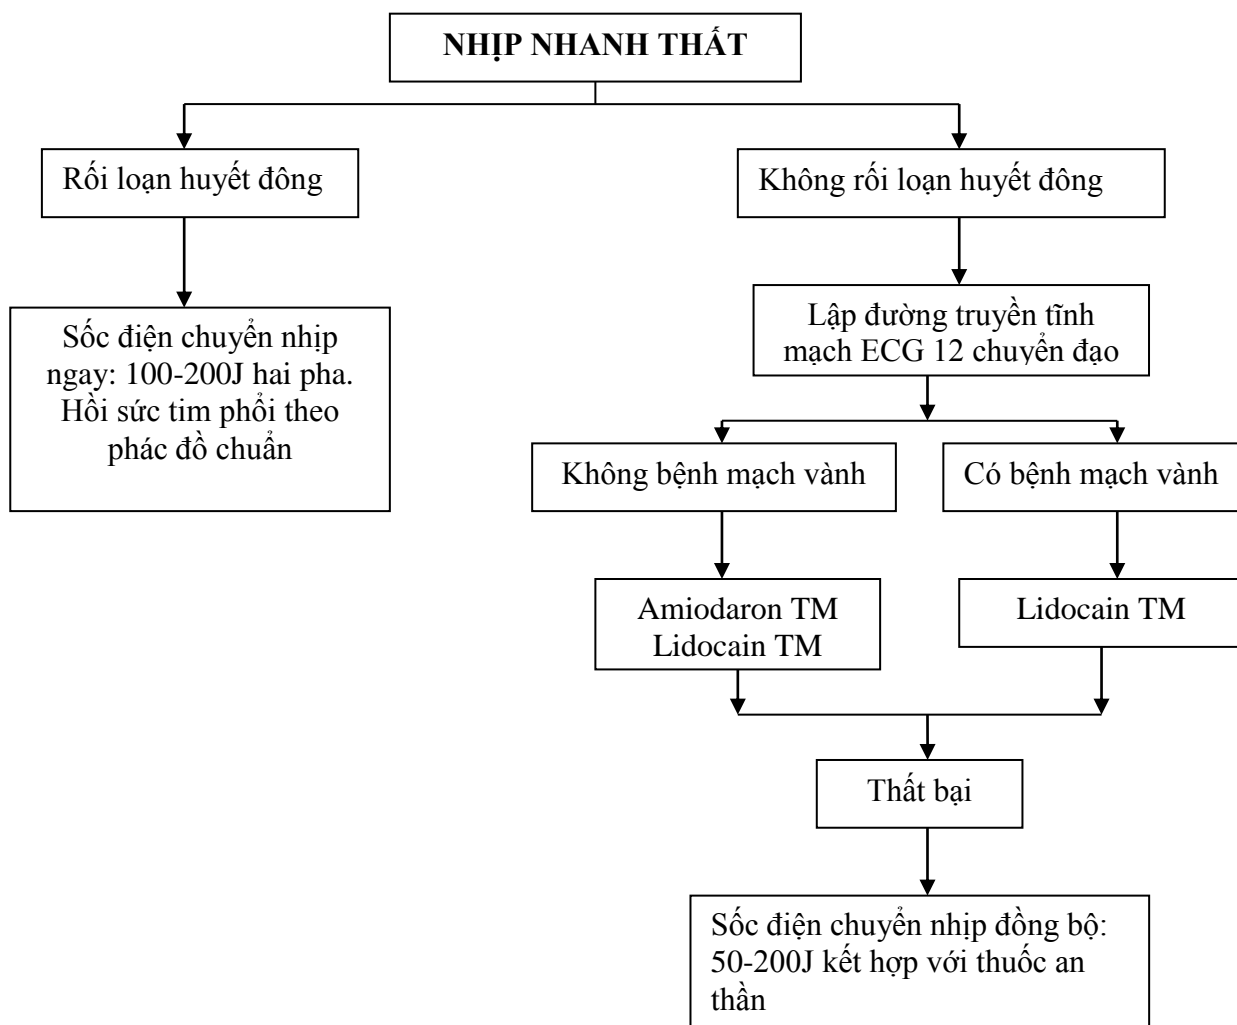 NHỊP NHANH THẤT
Rối loạn huyết đông
Không rối loạn huyết đông
Lập đường truyền tĩnh
mạch ECG 12 chuyển đạo
Sốc điện chuyển nhịp
ngay: 100-200J hai pha.
Hồi sức tim phổi theo
phác đồ chuẩn
Không bệnh mạch vành
Có bệnh mạch vành
Amiodaron TM
Lidocain TM
Lidocain TM
Thất bại
Sốc điện chuyển nhịp đồng bộ:
50-200J kết hợp với thuốc an
thần